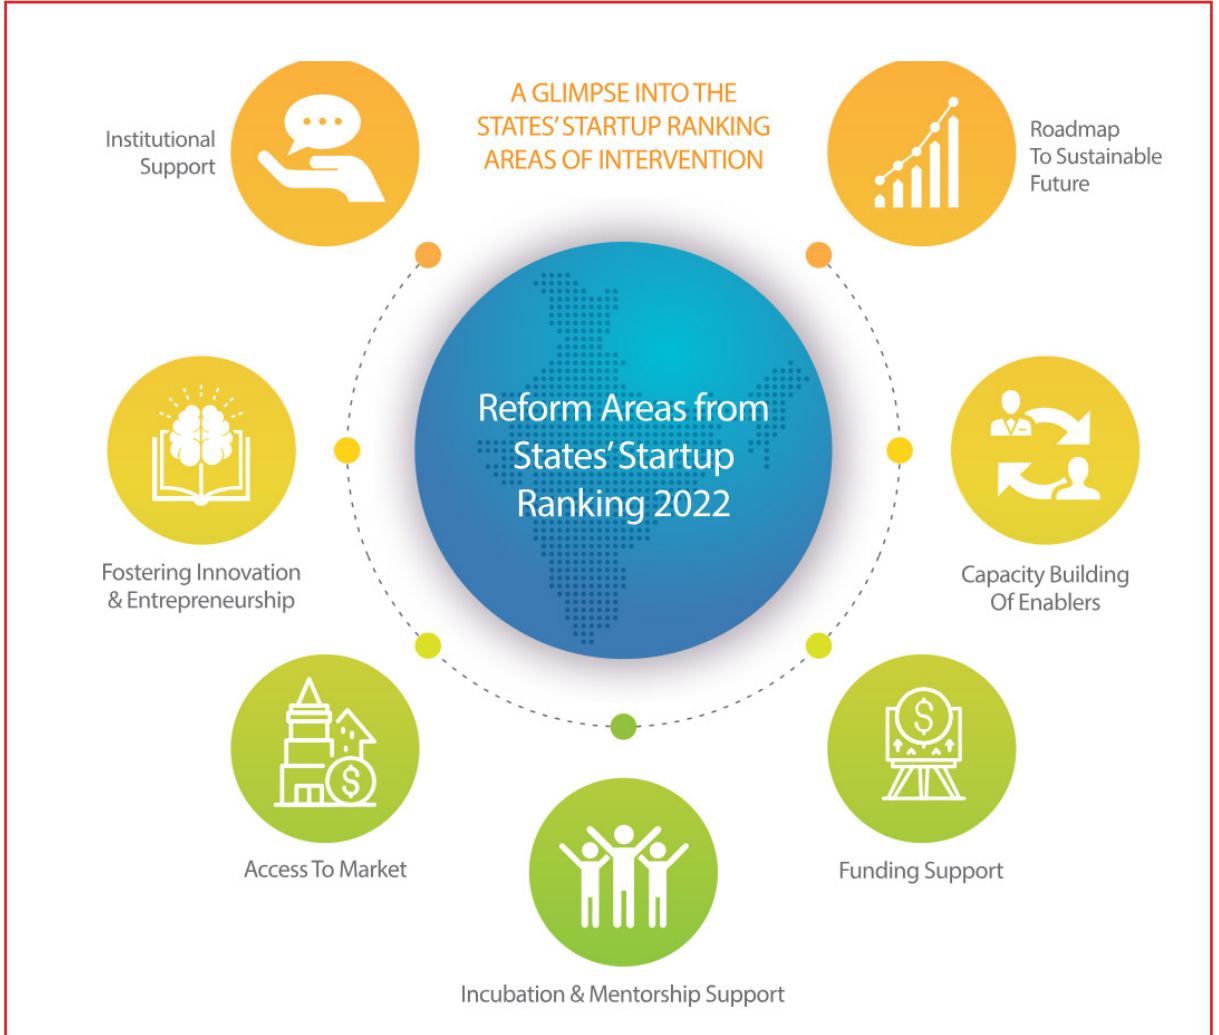 A GLIMPSE INTO THE
STATES' STARTUP RANKING
AREAS OF INTERVENTION
Institutional
Support
Roadmap
To Sustainable
Future
Reform Areas from
States' Startup
Ranking 2022
Fostering Innovation
& Entrepreneurship
Capacity Building
Of Enablers
Access To Market
Funding Support
Incubation & Mentorship Support